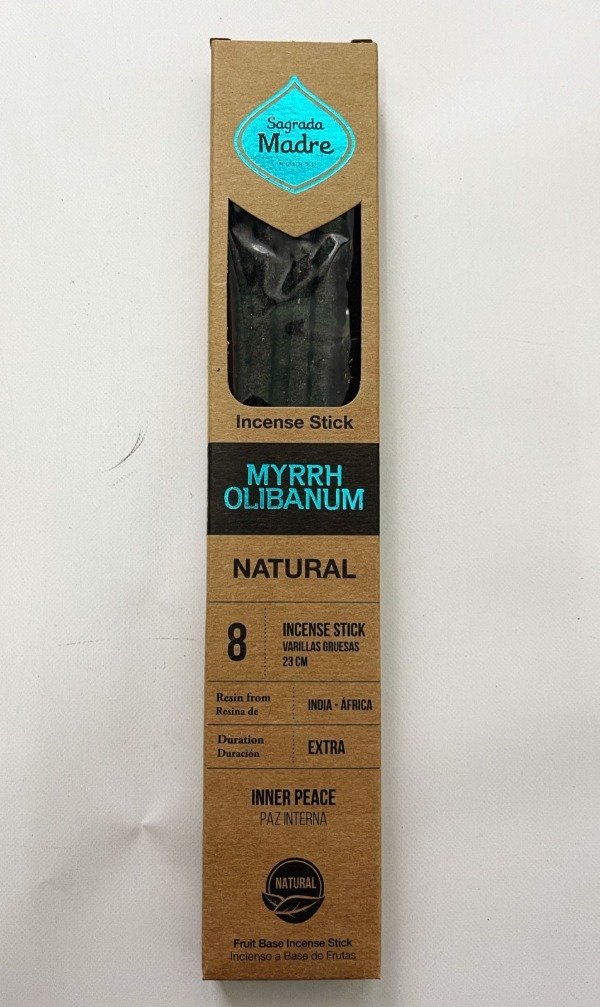 Sagrada
Madre
Incense Stick
MYRRH
OLIBANUM
NATURAL
8
INCENSE STICK
VARILLAS GRUESAS
23 CM
Resin from
Resina de
INDIA - ÁFRICA
Duration
Duración
EXTRA
INNER PEACE
PAZ INTERNA
NATURAL
Fruit Base Incense Stick
Incienso a Base de Frutas